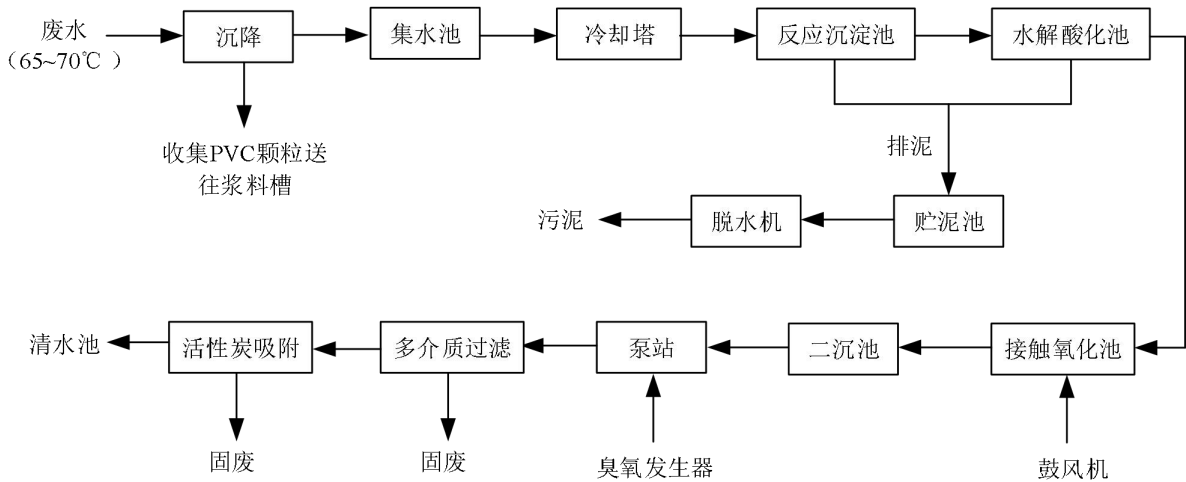 废水
（65~70℃ ）
沉降
集水池
冷却塔
反应沉淀池
水解酸化池
收集PVC颗粒送
往浆料槽
排泥
污泥
脱水机
贮泥池
清水池
活性炭吸附
多介质过滤
泵站
二沉池
接触氧化池
固废
固废
臭氧发生器
鼓风机